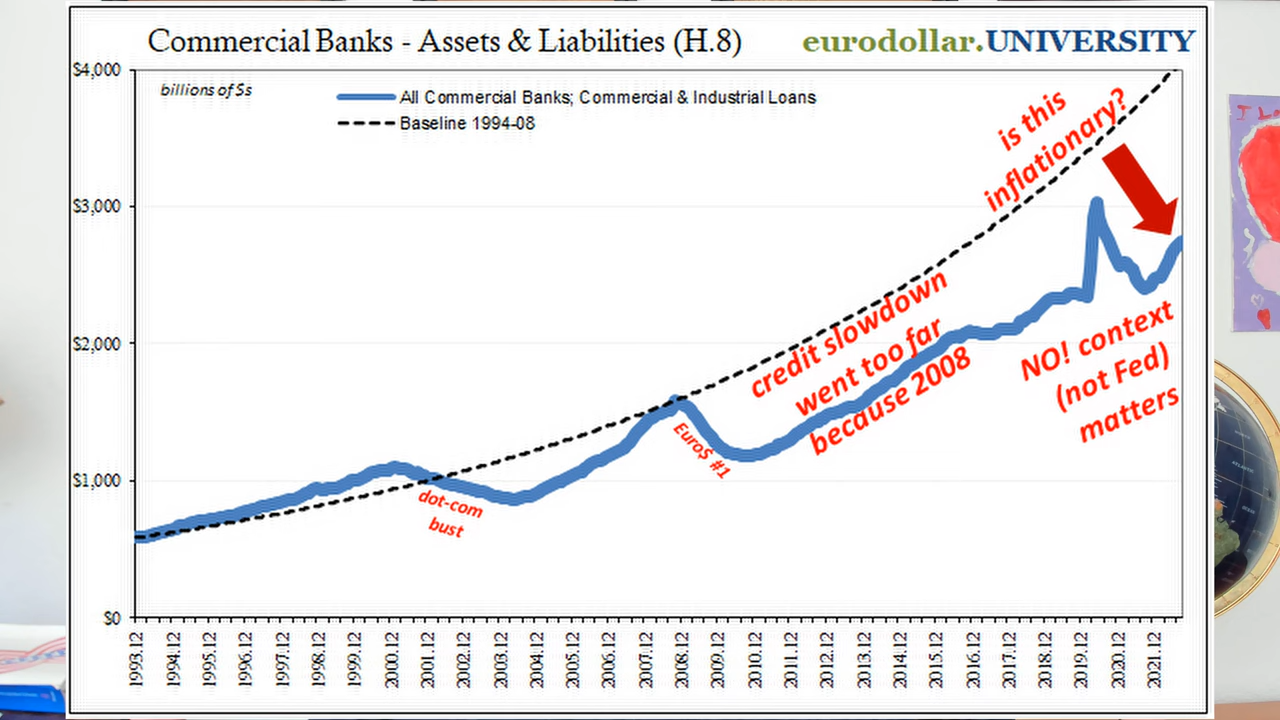 Commercial Banks - Assets & Liabilities (H.8)
eurodollar.UNIVERSITY
$4,000
billions of $s
All Commercial Banks; Commercial & Industrial Loans
Baseline 1994-08
is this
inflationary?
$3,000
credit slowdown
went too far
because 2008
NO! context
(not Fed)
matters
$2,000
Euro$ #1
$1,000
dot-com
bust
$0
1993.12
1994.12
1995.12
1996.12
1997.12
1998.12
1999.12
2000.12
2001.12
2002.12
2003.12
2004.12
2005.12
2006.12
2007.12
2008.12
2009.12
2010.12
2011.12
2012.12
2013.12
2014.12
2015.12
2016.12
2017.12
2018.12
2019.12
2020.12
2021.12